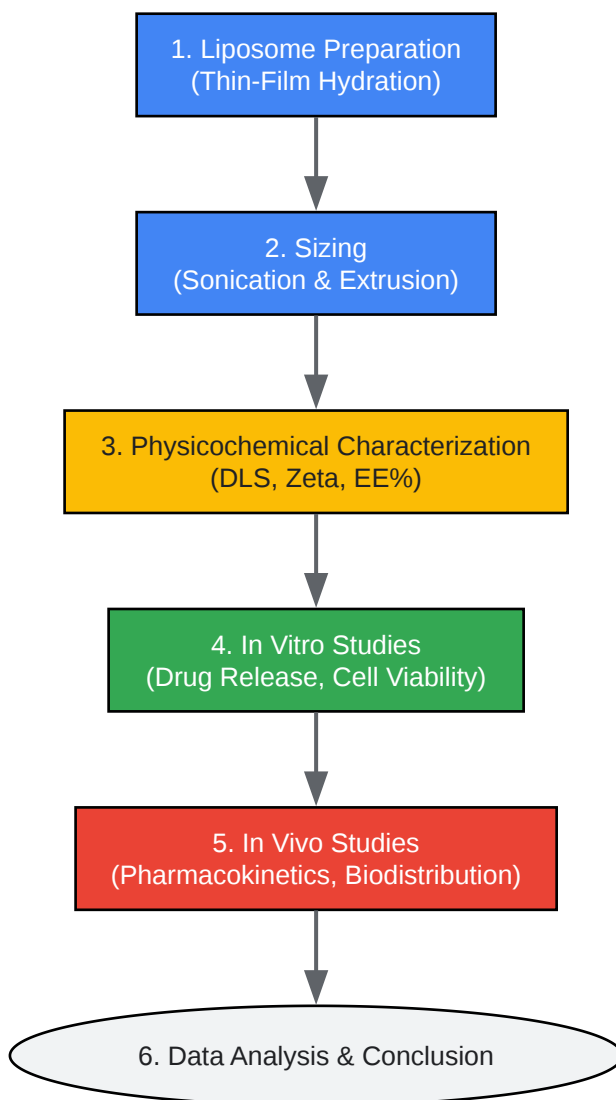 1. Liposome Preparation
(Thin-Film Hydration)
2. Sizing
(Sonication & Extrusion)
3. Physicochemical Characterization
(DLS, Zeta, EE%)
4. In Vitro Studies
(Drug Release, Cell Viability)
5. In Vivo Studies
(Pharmacokinetics, Biodistribution)
6. Data Analysis & Conclusion